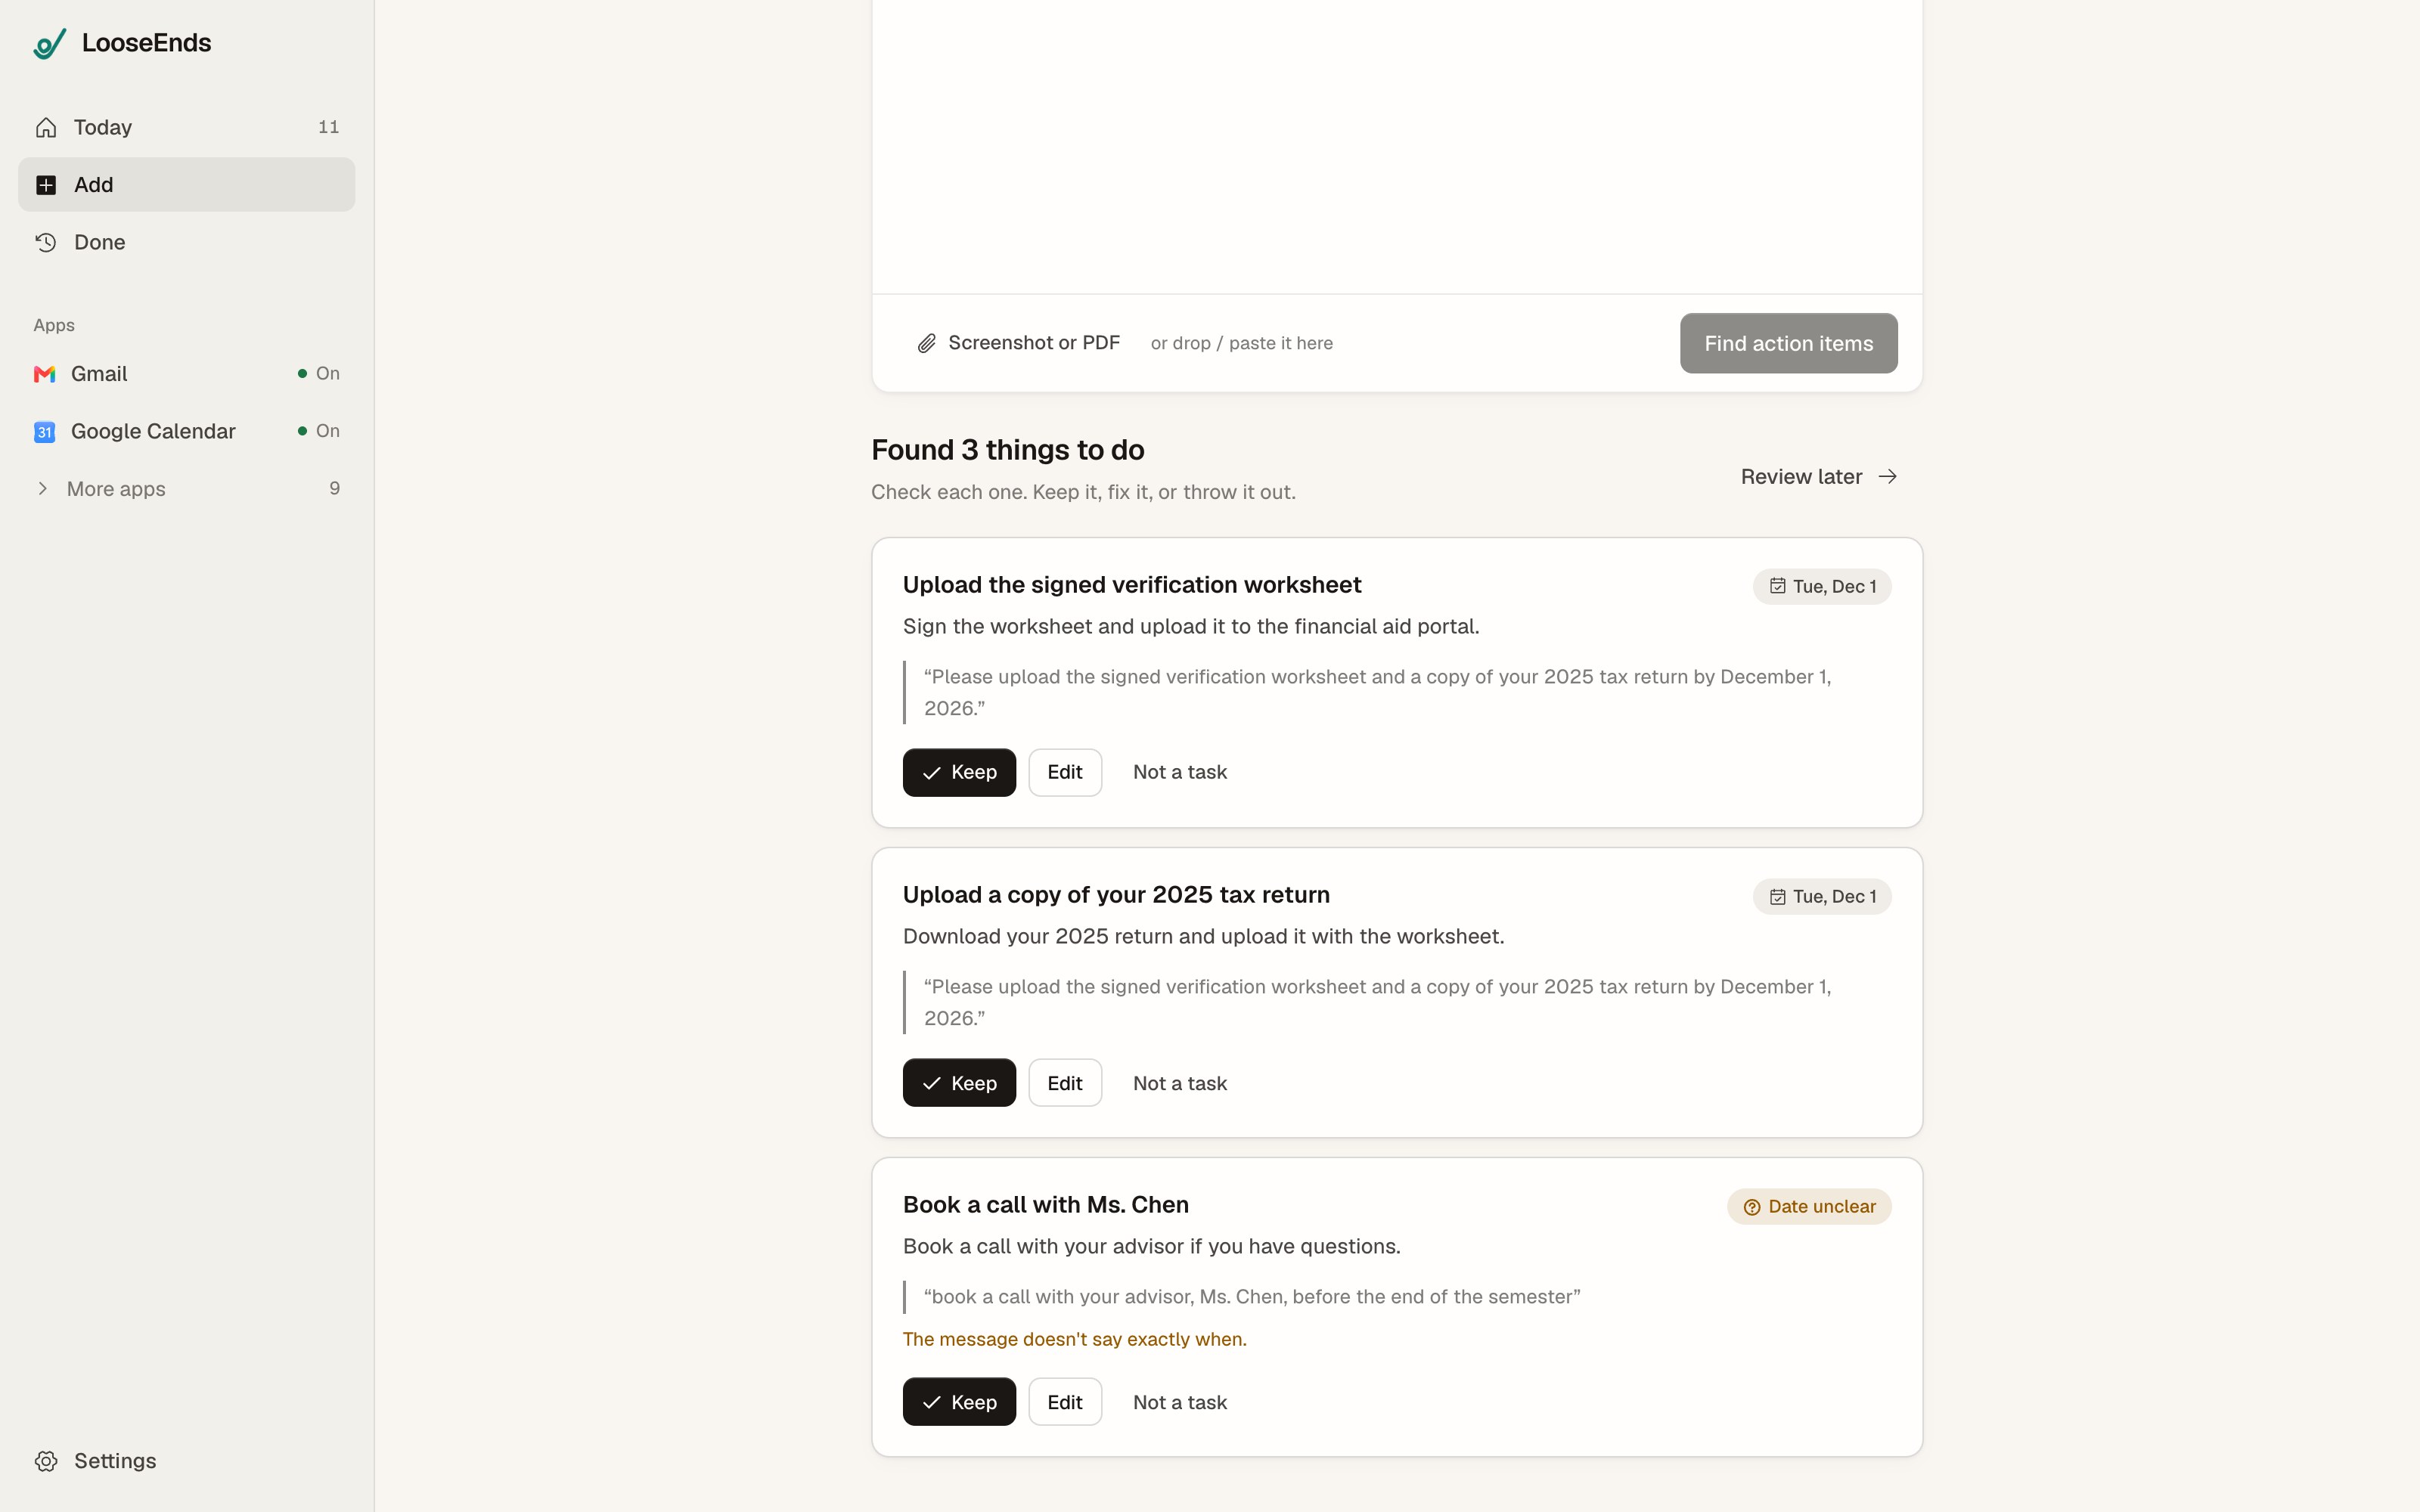 LooseEnds
Today 11
Add
Done
Apps
Gmail On
31 Google Calendar On
More apps 9
Settings
Screenshot or PDF or drop / paste it here Find action items
Found 3 things to do
Check each one. Keep it, fix it, or throw it out.
Review later
Upload the signed verification worksheet Tue, Dec 1
Sign the worksheet and upload it to the financial aid portal.
“Please upload the signed verification worksheet and a copy of your 2025 tax return by December 1,
2026.”
Keep Edit Not a task
Upload a copy of your 2025 tax return Tue, Dec 1
Download your 2025 return and upload it with the worksheet.
“Please upload the signed verification worksheet and a copy of your 2025 tax return by December 1,
2026.”
Keep Edit Not a task
Book a call with Ms. Chen Date unclear
Book a call with your advisor if you have questions.
“book a call with your advisor, Ms. Chen, before the end of the semester”
The message doesn't say exactly when.
Keep Edit Not a task